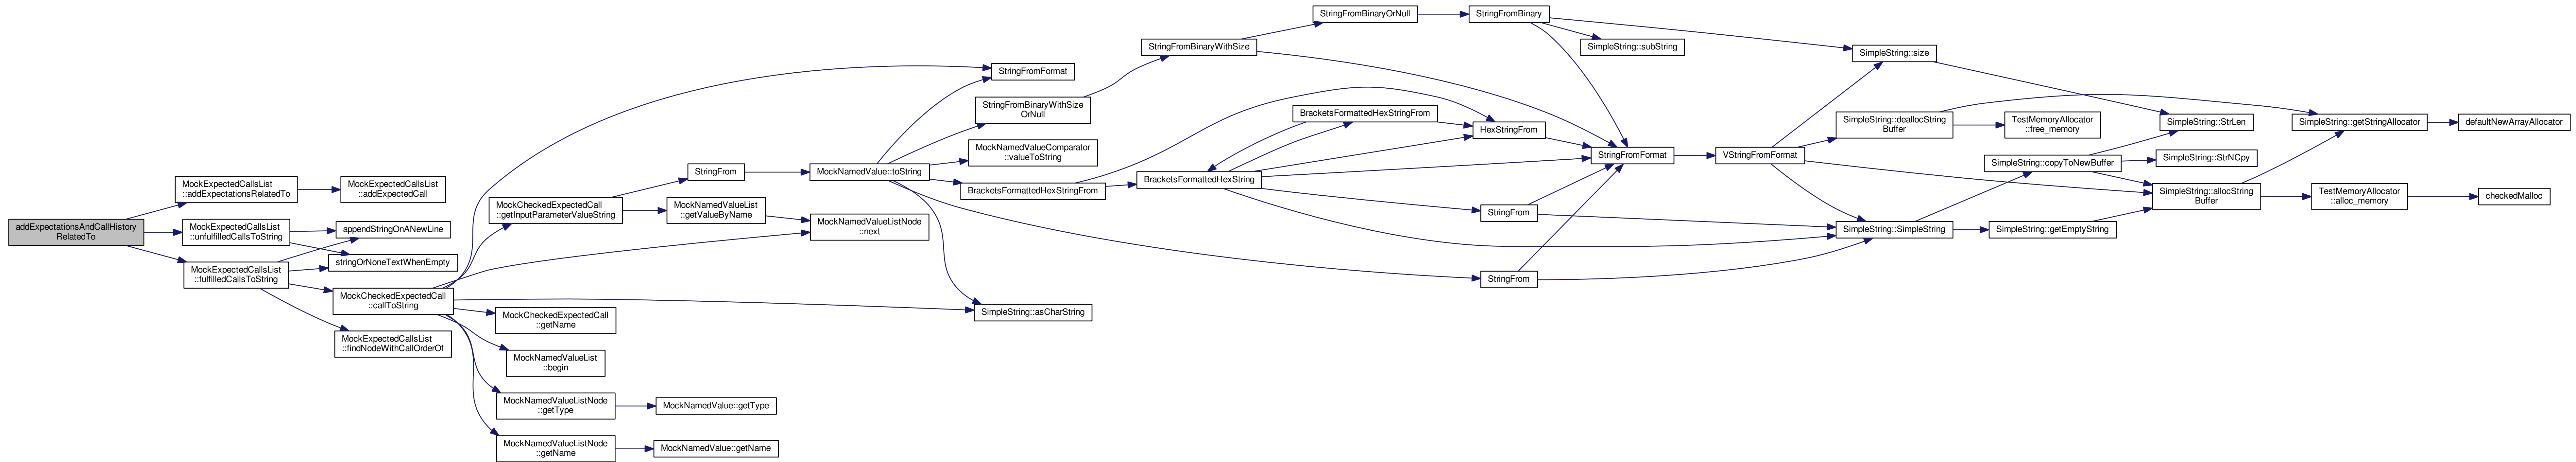 addExpectationsAndCallHistory
RelatedTo
MockExpectedCallsList
::addExpectationsRelatedTo
MockExpectedCallsList
::unfulfilledCallsToString
MockExpectedCallsList
::fulfilledCallsToString
MockExpectedCallsList
::addExpectedCall
appendStringOnANewLine
stringOrNoneTextWhenEmpty
MockCheckedExpectedCall
::callToString
MockExpectedCallsList
::findNodeWithCallOrderOf
MockCheckedExpectedCall
::getInputParameterValueString
MockCheckedExpectedCall
::getName
MockNamedValueList
::begin
MockNamedValueListNode
::getType
MockNamedValueListNode
::getName
StringFrom
MockNamedValueList
::getValueByName
MockNamedValue::getType
MockNamedValue::getName
MockNamedValue::toString
MockNamedValueListNode
::next
StringFromFormat
StringFromBinaryWithSize
OrNull
MockNamedValueComparator
::valueToString
BracketsFormattedHexStringFrom
SimpleString::asCharString
StringFromBinaryWithSize
BracketsFormattedHexString
StringFromBinaryOrNull
BracketsFormattedHexStringFrom
StringFromBinary
HexStringFrom
StringFrom
StringFrom
SimpleString::subString
StringFromFormat
VStringFromFormat
SimpleString::size
SimpleString::deallocString
Buffer
SimpleString::SimpleString
TestMemoryAllocator
::free_memory
SimpleString::copyToNewBuffer
SimpleString::getEmptyString
SimpleString::StrLen
SimpleString::StrNCpy
SimpleString::allocString
Buffer
SimpleString::getStringAllocator
TestMemoryAllocator
::alloc_memory
defaultNewArrayAllocator
checkedMalloc